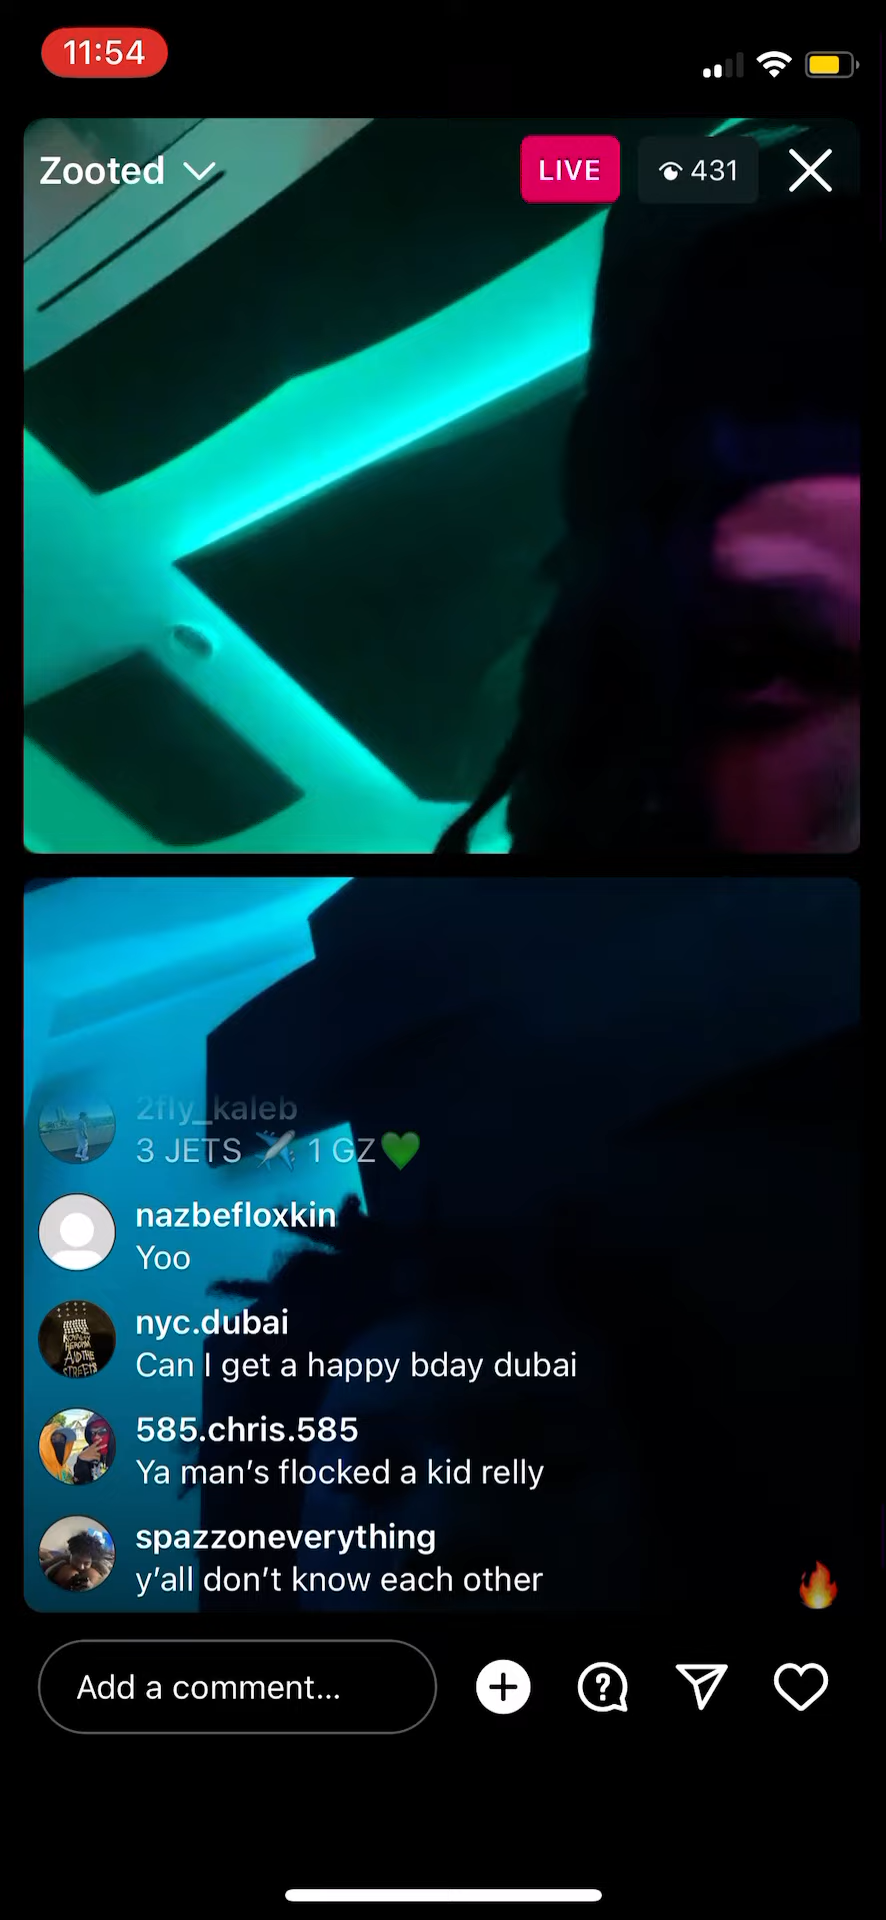 11:54
Zooted
LIVE
431
2fly_kaleb
3 JETS ✈️ 1 GZ💚
nazbefloxkin
Yoo
nyc.dubai
Can I get a happy bday dubai
585.chris.585
Ya man’s flocked a kid relly
spazzoneverything
y’all don’t know each other
Add a comment...